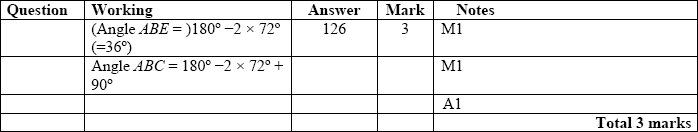 Question Working Answer Mark Notes
(Angle ABE = )180° −2 × 72° 126 3 M1
(=36°)
Angle ABC = 180° −2 × 72° + M1
90°
A1
Total 3 marks